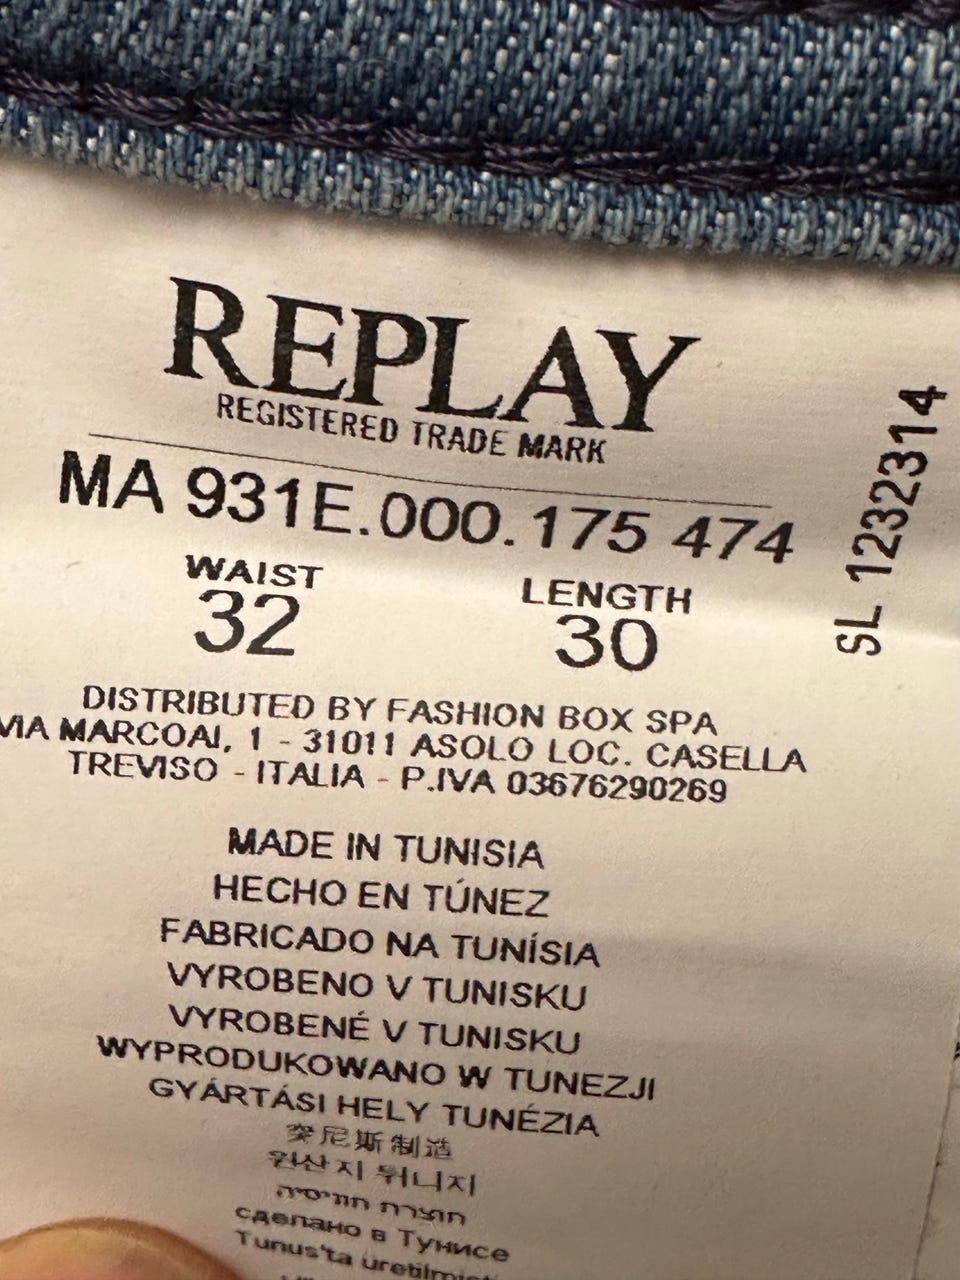 REPLAY
REGISTERED TRADE MARK
MA 931E.000.175 474
WAIST LENGTH
32 30
SL 1232314
DISTRIBUTED BY FASHION BOX SPA
VIA MARCOAI, 1 - 31011 ASOLO LOC. CASELLA
TREVISO - ITALIA - P.IVA 03676290269
MADE IN TUNISIA
HECHO EN TÚNEZ
FABRICADO NA TUNÍSIA
VYROBENO V TUNISKU
VYROBENÉ V TUNISKU
WYPRODUKOWANO W TUNEZJI
GYÁRTÁSI HELY TUNÉZIA
突尼斯制造
원산지 튀니지
תוצרת תוניסיה
сделано в Тунисе
Tunus'ta üretilmişti